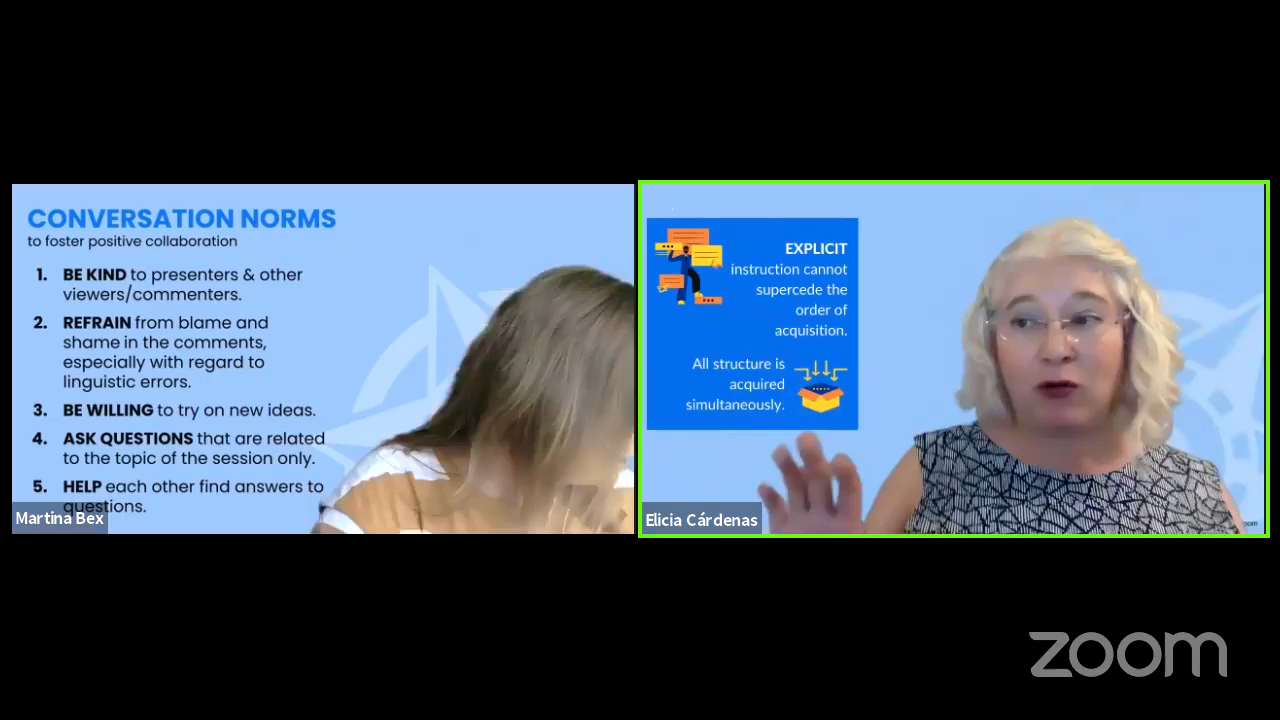 CONVERSATION NORMS
to foster positive collaboration
1. BE KIND to presenters & other
viewers/commenters.
2. REFRAIN from blame and
shame in the comments,
especially with regard to
linguistic errors.
3. BE WILLING to try on new ideas.
4. ASK QUESTIONS that are related
to the topic of the session only.
5. HELP each other find answers to
questions.
Martina Bex
EXPLICIT
instruction cannot
supercede the
order of
acquisition.
All structure is
acquired
simultaneously.
Elicia Cárdenas
zoom